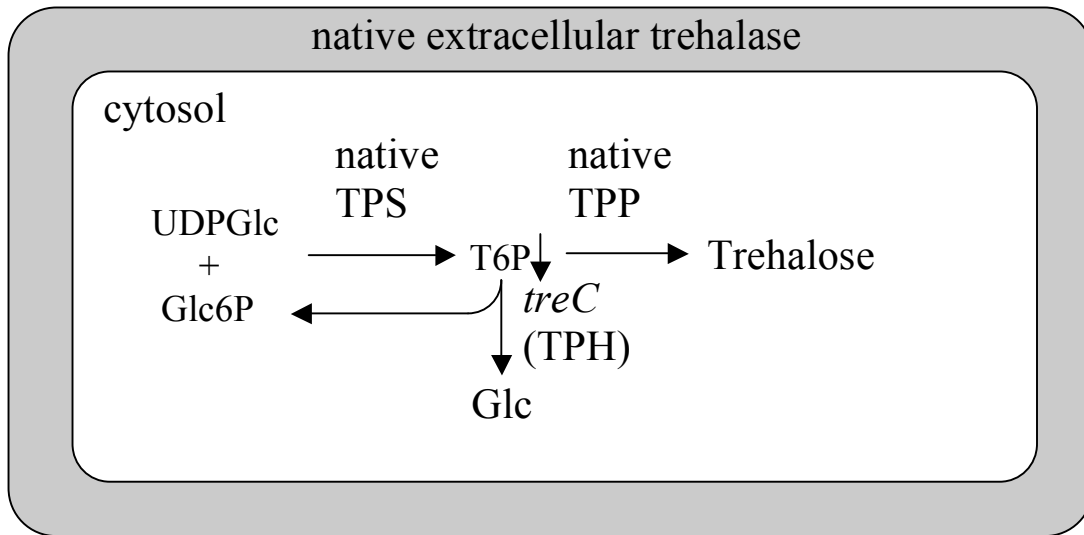 native extracellular trehalase
cytosol
native
TPS
native
TPP
UDPGlc
+
Glc6P
T6P
Trehalose
treC
(TPH)
Glc